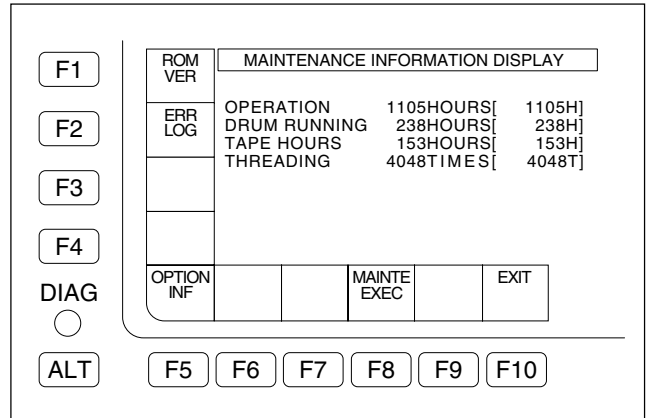 F1
F2
F3
F4
DIAG
ALT
ROM
VER
ERR
LOG
MAINTENANCE INFORMATION DISPLAY
OPERATION 1105HOURS[ 1105H]
DRUM RUNNING 238HOURS[ 238H]
TAPE HOURS 153HOURS[ 153H]
THREADING 4048TIMES[ 4048T]
OPTION
INF
MAINTE
EXEC
EXIT
F5 F6 F7 F8 F9 F10